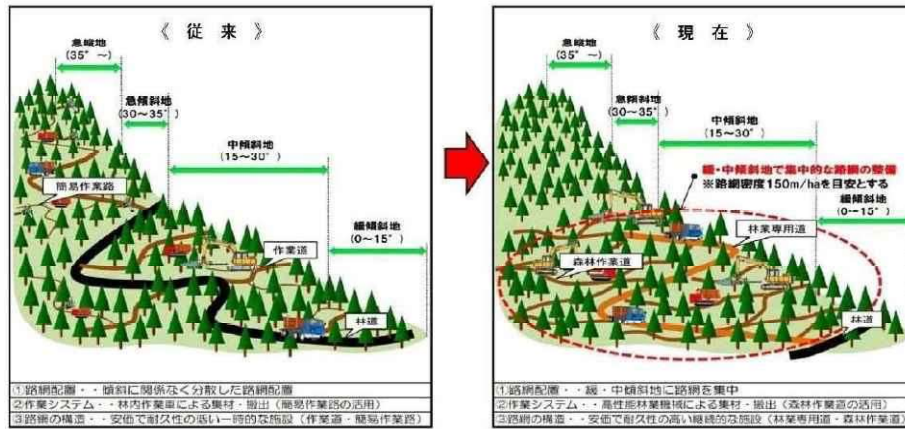 《 従 来 》
急峻地
(35°～)
急傾斜地
(30～35°)
中傾斜地
(15～30°)
簡易作業路
緩傾斜地
(0～15°)
作業道
林道
①路網配置・・傾斜に関係なく分散した路網配置
②作業システム・・林内作業車による集材・搬出（簡易作業路の活用）
③路網の構造・・安価で耐久性の低い一時的な施設（作業道・簡易作業路）
《 現 在 》
急峻地
(35°～)
急傾斜地
(30～35°)
中傾斜地
(15～30°)
緩・中傾斜地で集中的な路網の整備
※路網密度150m/haを目安とする
緩傾斜地
(0～15°)
林業専用道
森林作業道
林道
①路網配置・・緩・中傾斜地に路網を集中
②作業システム・・高性能林業機械による集材・搬出（森林作業道の活用）
③路網の構造・・安価で耐久性の高い継続的な施設（林業専用道・森林作業道）